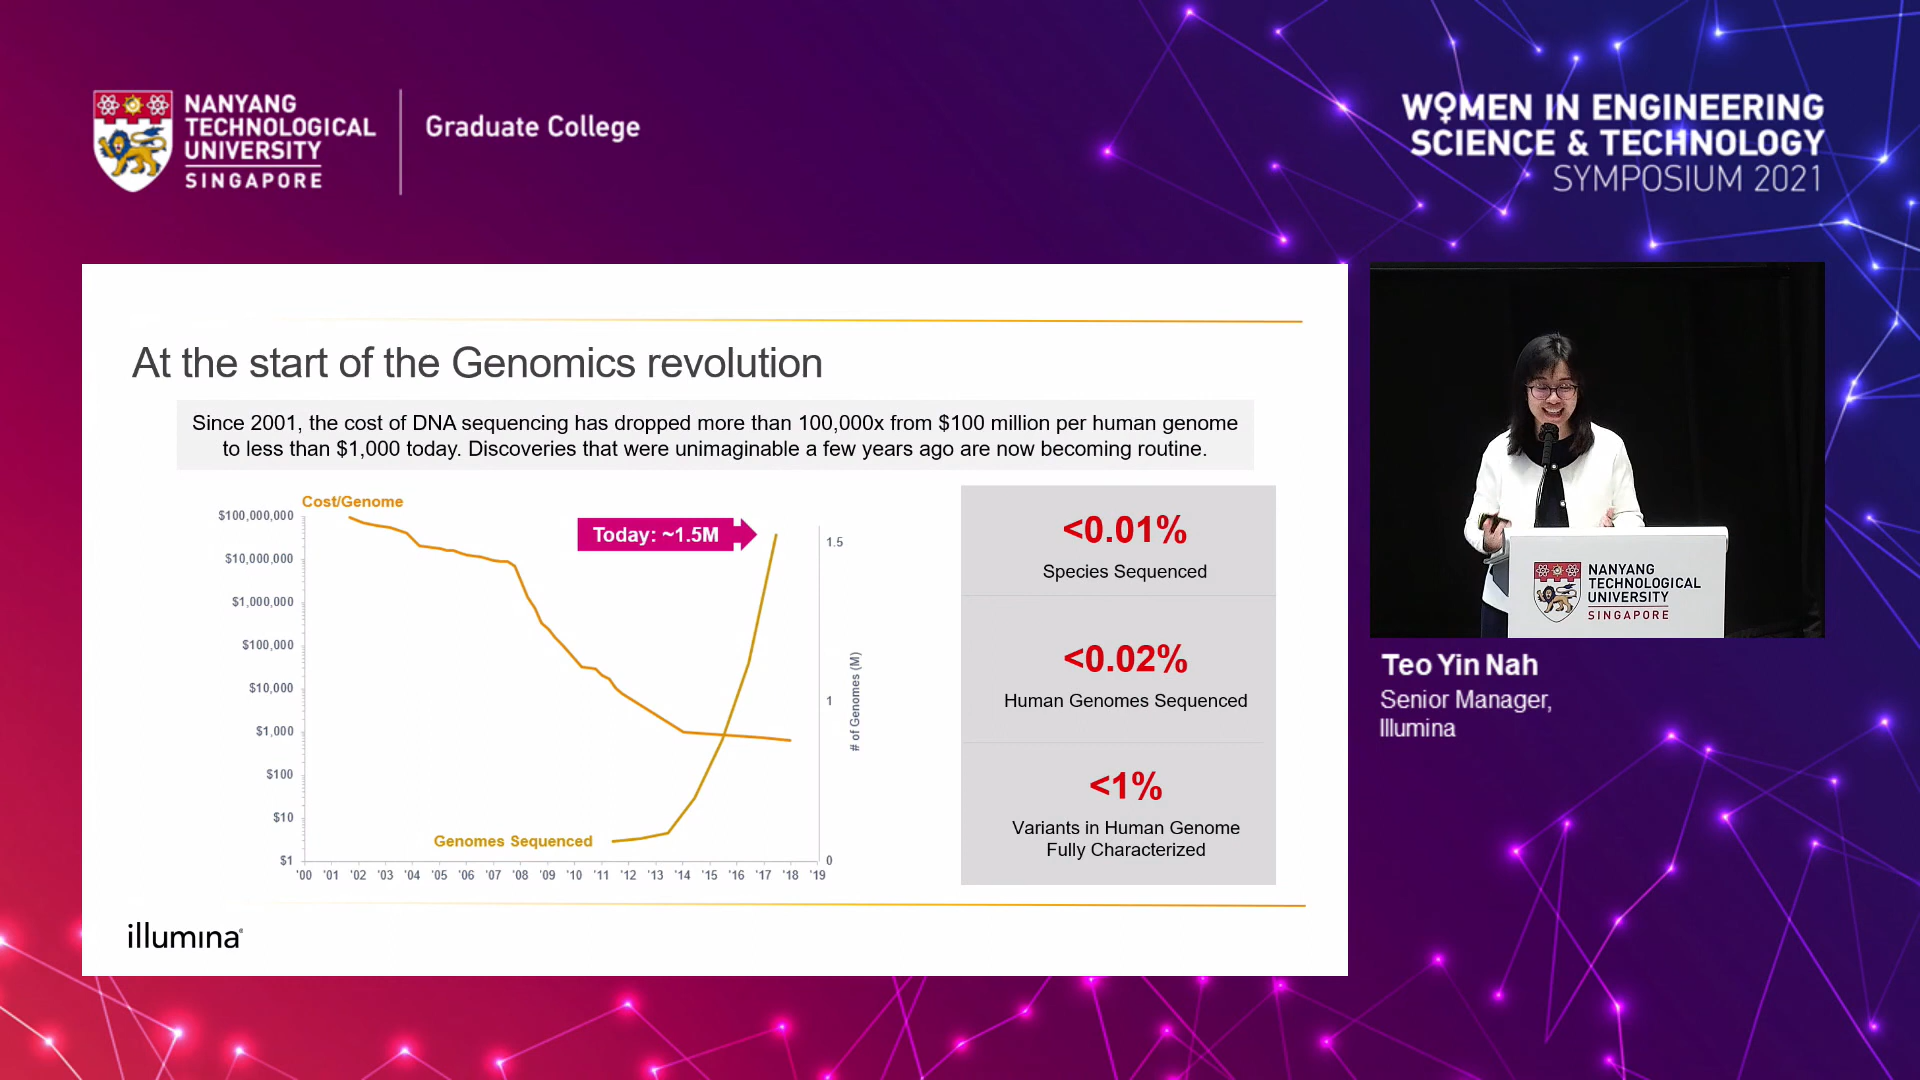 NANYANG
TECHNOLOGICAL
UNIVERSITY
SINGAPORE
Graduate College
WOMEN IN ENGINEERING
SCIENCE & TECHNOLOGY
SYMPOSIUM 2021
At the start of the Genomics revolution
Since 2001, the cost of DNA sequencing has dropped more than 100,000x from $100 million per human genome
to less than $1,000 today. Discoveries that were unimaginable a few years ago are now becoming routine.
Cost/Genome
$100,000,000
$10,000,000
$1,000,000
$100,000
$10,000
$1,000
$100
$10
$1
Today: ~1.5M
1.5
1
0
# of Genomes (M)
Genomes Sequenced
'00 '01 '02 '03 '04 '05 '06 '07 '08 '09 '10 '11 '12 '13 '14 '15 '16 '17 '18 '19
<0.01%
Species Sequenced
<0.02%
Human Genomes Sequenced
<1%
Variants in Human Genome
Fully Characterized
illumına®
NANYANG
TECHNOLOGICAL
UNIVERSITY
SINGAPORE
Teo Yin Nah
Senior Manager,
Illumina